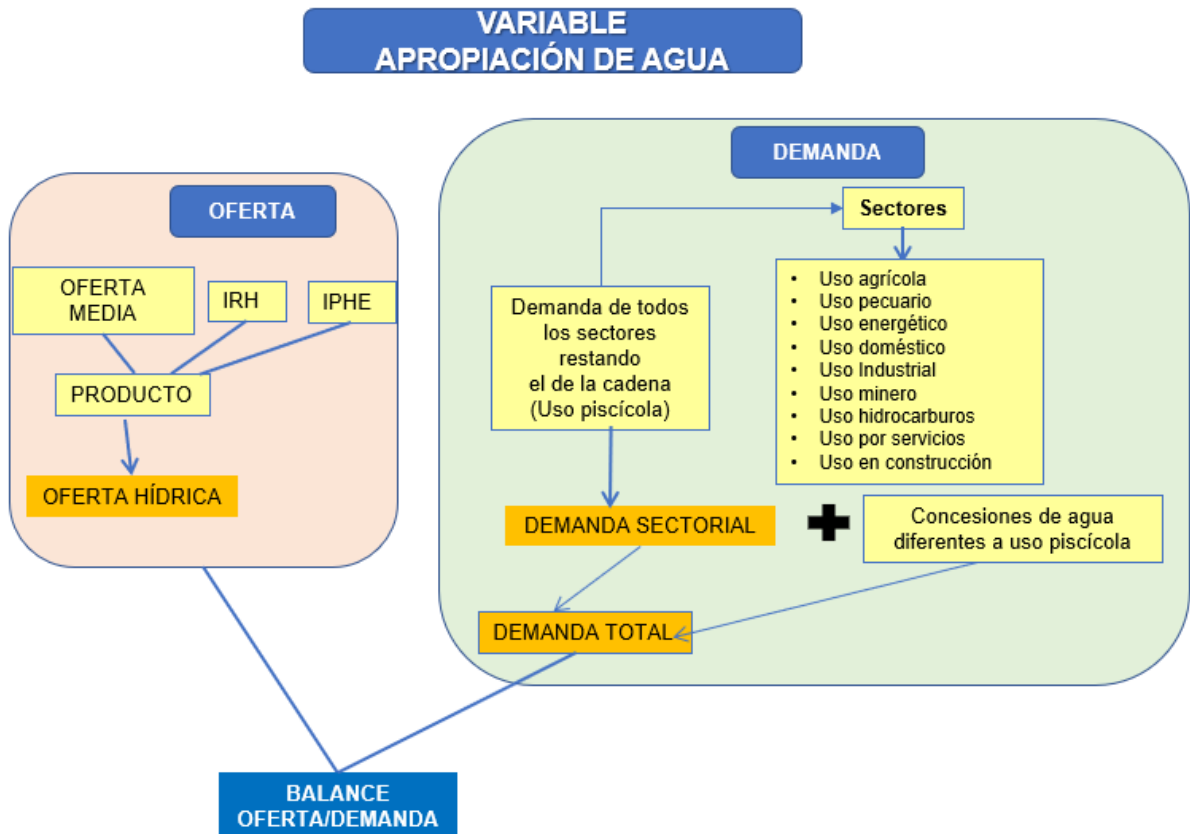 VARIABLE
APROPIACIÓN DE AGUA
OFERTA
OFERTA
MEDIA
IRH
IPHE
PRODUCTO
OFERTA HÍDRICA
DEMANDA
Sectores
Demanda de todos
los sectores
restando
el de la cadena
(Uso piscícola)
• Uso agrícola
• Uso pecuario
• Uso energético
• Uso doméstico
• Uso Industrial
• Uso minero
• Uso hidrocarburos
• Uso por servicios
• Uso en construcción
DEMANDA SECTORIAL
Concesiones de agua
diferentes a uso piscícola
DEMANDA TOTAL
BALANCE
OFERTA/DEMANDA